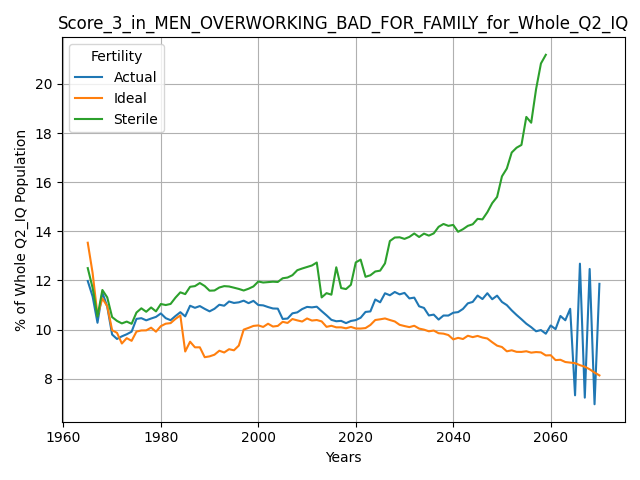 Score_3_in_MEN_OVERWORKING_BAD_FOR_FAMILY_for_Whole_Q2_IQ
Fertility
Actual
Ideal
Sterile
% of Whole Q2_IQ Population
20
18
16
14
12
10
8
1960
1980
2000
2020
2040
2060
Years